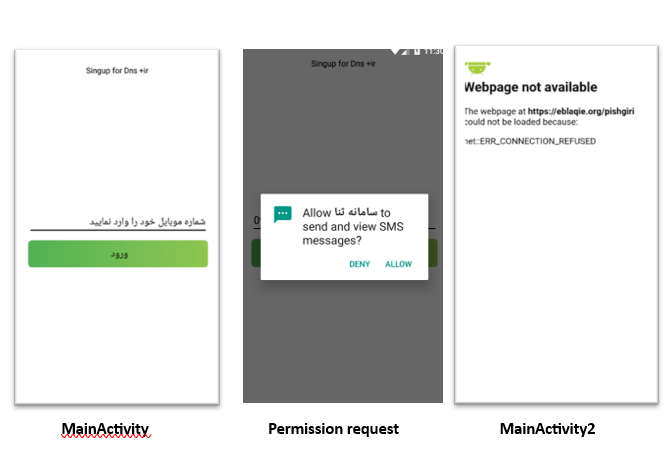 Singup for Dns +ir
شماره موبایل خود را وارد نمایید
ورود
MainActivity
11:30
Singup for Dns +ir
Allow سامانه ثنا to
send and view SMS
messages?
DENY ALLOW
Permission request
Webpage not available
The webpage at https://eblaqie.org/pishgiri
could not be loaded because:
net::ERR_CONNECTION_REFUSED
MainActivity2